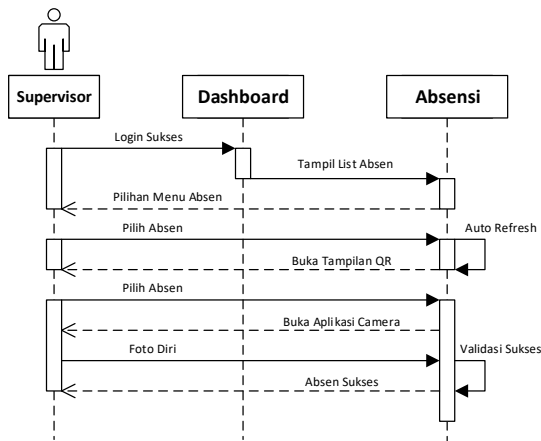 Supervisor
Dashboard
Absensi
Login Sukses
Tampil List Absen
Pilihan Menu Absen
Pilih Absen
Auto Refresh
Buka Tampilan QR
Pilih Absen
Buka Aplikasi Camera
Foto Diri
Validasi Sukses
Absen Sukses